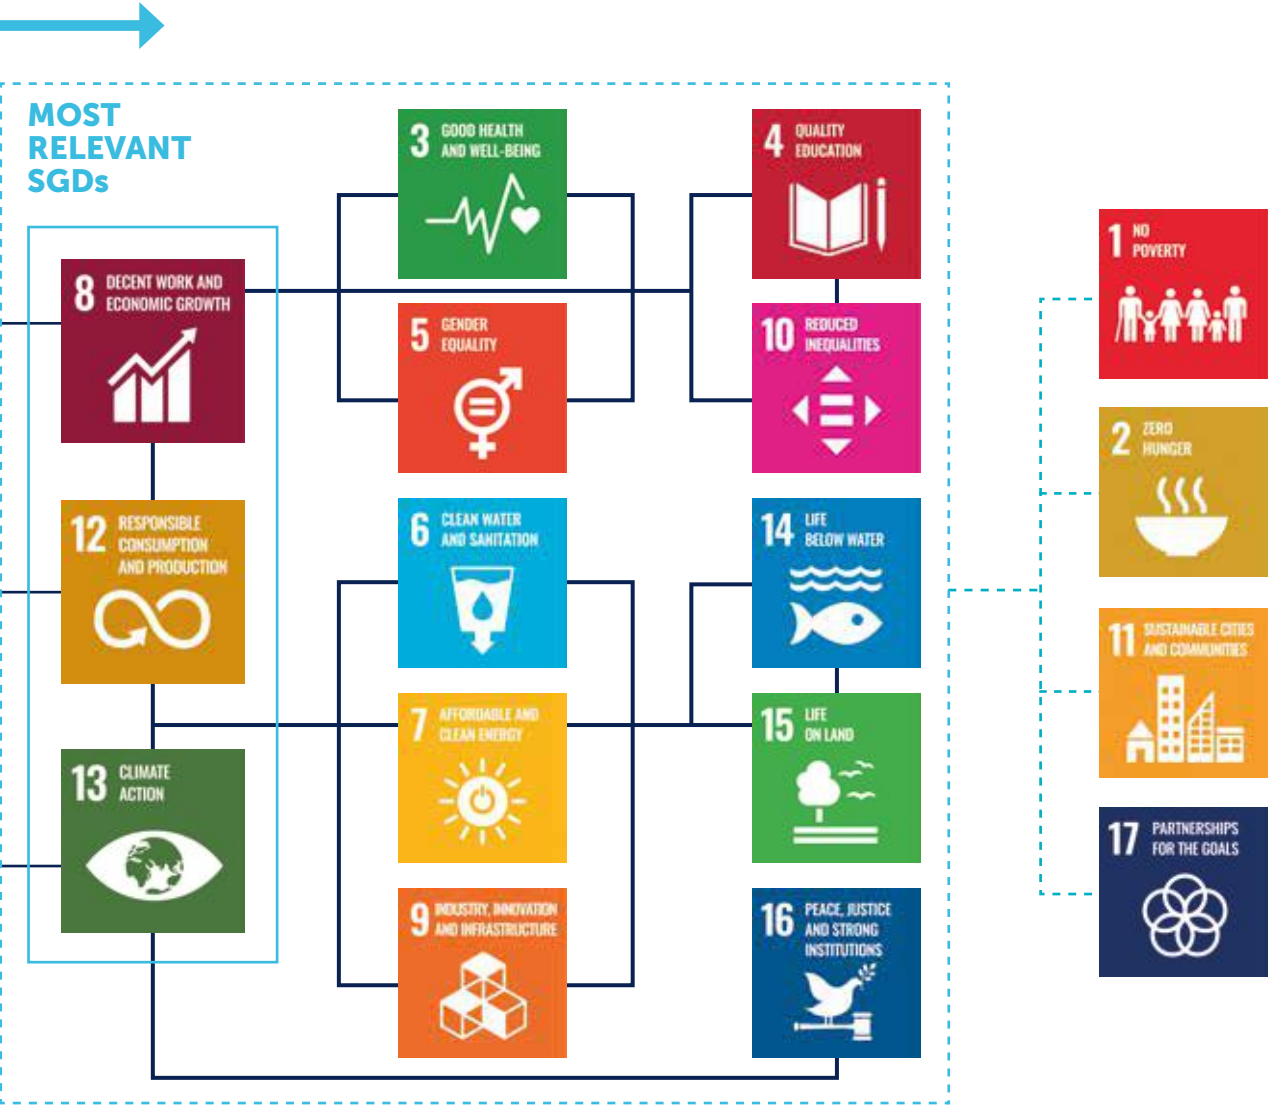 MOST
RELEVANT
SGDs
8 DECENT WORK AND
ECONOMIC GROWTH
12 RESPONSIBLE
CONSUMPTION
AND PRODUCTION
13 CLIMATE
ACTION
3 GOOD HEALTH
AND WELL-BEING
5 GENDER
EQUALITY
6 CLEAN WATER
AND SANITATION
7 AFFORDABLE AND
CLEAN ENERGY
9 INDUSTRY, INNOVATION
AND INFRASTRUCTURE
4 QUALITY
EDUCATION
10 REDUCED
INEQUALITIES
14 LIFE
BELOW WATER
15 LIFE
ON LAND
16 PEACE, JUSTICE
AND STRONG
INSTITUTIONS
1 NO
POVERTY
2 ZERO
HUNGER
11 SUSTAINABLE CITIES
AND COMMUNITIES
17 PARTNERSHIPS
FOR THE GOALS